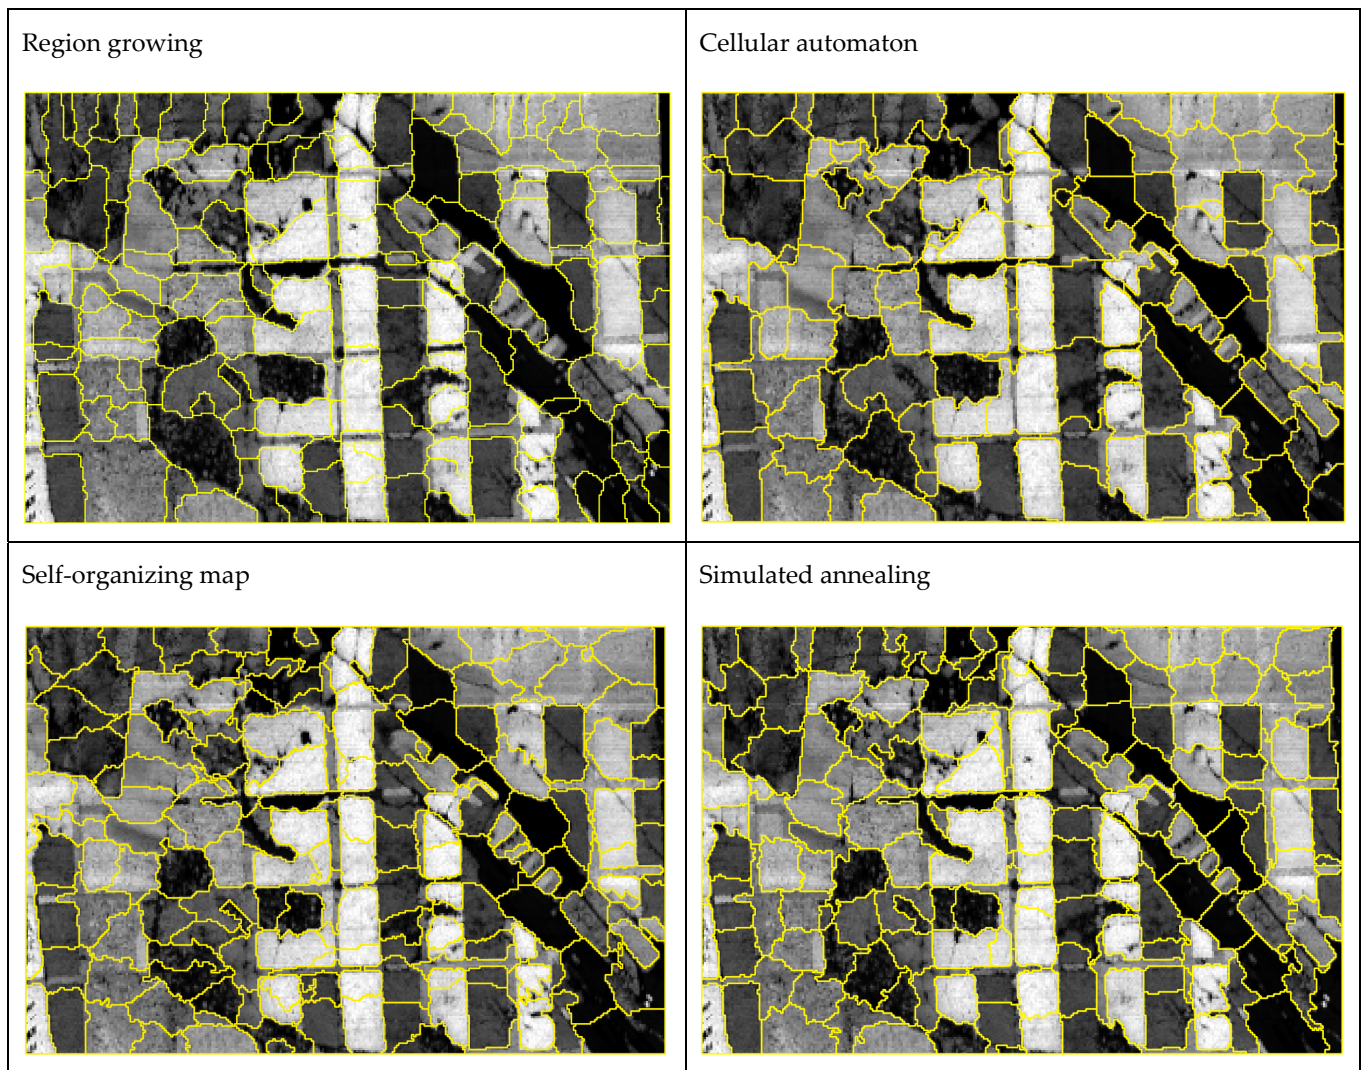 Region growing
Cellular automaton
Self-organizing map
Simulated annealing